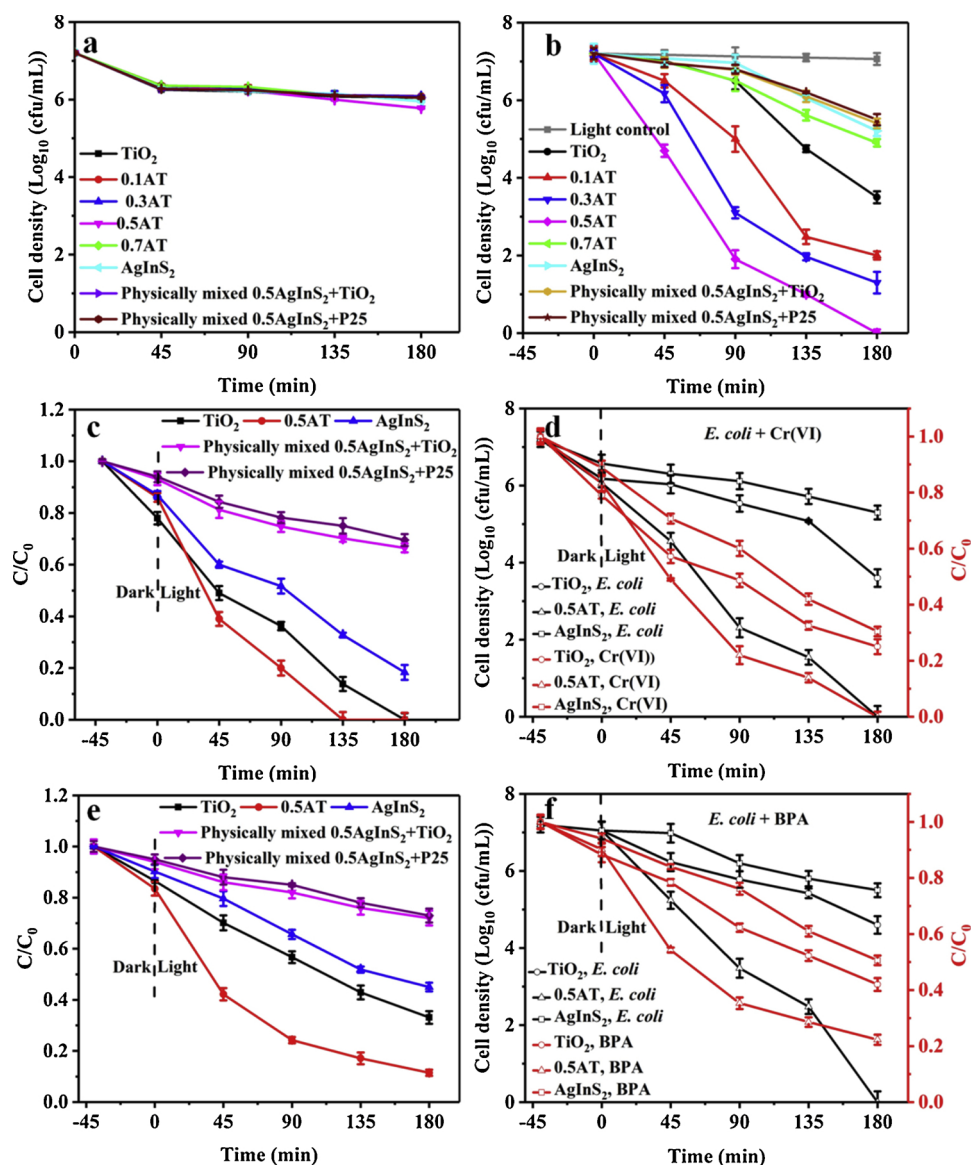 a
Cell density (Log10 (cfu/mL))
8
6
4
2
0
TiO2
0.1AT
0.3AT
0.5AT
0.7AT
AgInS2
Physically mixed 0.5AgInS2+TiO2
Physically mixed 0.5AgInS2+P25
0 45 90 135 180
Time (min)
b
Cell density (Log10 (cfu/mL))
8
6
4
2
0
Light control
TiO2
0.1AT
0.3AT
0.5AT
0.7AT
AgInS2
Physically mixed 0.5AgInS2+TiO2
Physically mixed 0.5AgInS2+P25
-45 0 45 90 135 180
Time (min)
c
C/C0
1.2
1.0
0.8
0.6
0.4
0.2
0.0
TiO2 0.5AT AgInS2
Physically mixed 0.5AgInS2+TiO2
Physically mixed 0.5AgInS2+P25
Dark Light
-45 0 45 90 135 180
Time (min)
d
E. coli + Cr(VI)
Cell density (Log10 (cfu/mL))
8
6
4
2
0
Dark Light
TiO2, E. coli
0.5AT, E. coli
AgInS2, E. coli
TiO2, Cr(VI))
0.5AT, Cr(VI)
AgInS2, Cr(VI)
1.0
0.8
0.6
0.4
0.2
0.0
C/C0
-45 0 45 90 135 180
Time (min)
e
C/C0
1.2
1.0
0.8
0.6
0.4
0.2
0.0
TiO2 0.5AT AgInS2
Physically mixed 0.5AgInS2+TiO2
Physically mixed 0.5AgInS2+P25
Dark Light
-45 0 45 90 135 180
Time (min)
f
E. coli + BPA
Cell density (Log10 (cfu/mL))
8
6
4
2
0
Dark Light
TiO2, E. coli
0.5AT, E. coli
AgInS2, E. coli
TiO2, BPA
0.5AT, BPA
AgInS2, BPA
1.0
0.8
0.6
0.4
0.2
0.0
C/C0
-45 0 45 90 135 180
Time (min)